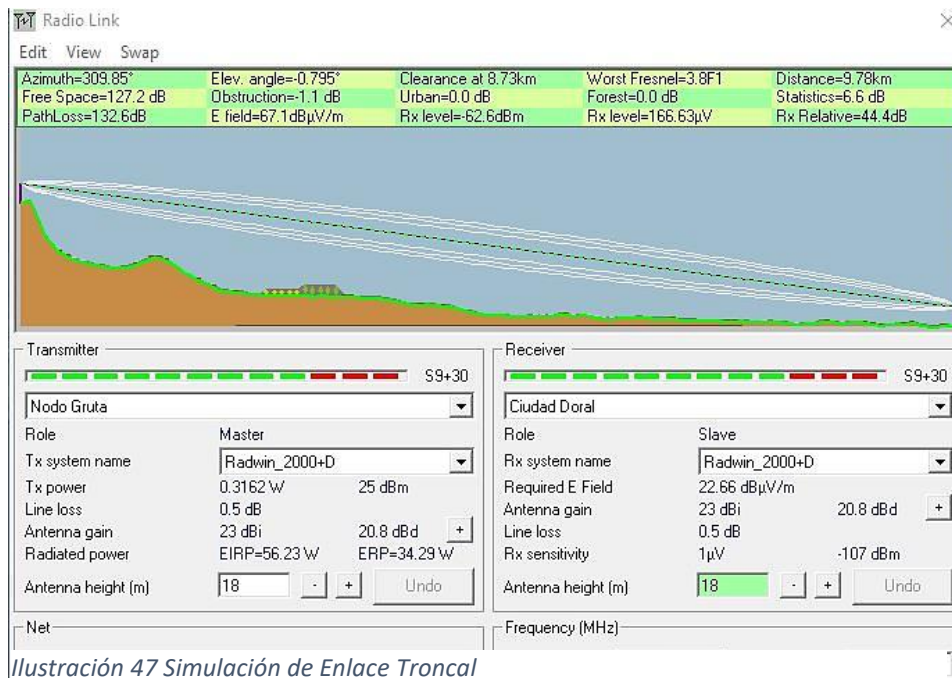 Radio Link
Edit View Swap
Azimuth=309.85° Elev. angle=-0.795° Clearance at 8.73km Worst Fresnel=3.8F1 Distance=9.78km
Free Space=127.2 dB Obstruction=-1.1 dB Urban=0.0 dB Forest=0.0 dB Statistics=6.6 dB
PathLoss=132.6dB E field=67.1dBµV/m Rx level=-62.6dBm Rx level=166.63µV Rx Relative=44.4dB
Transmitter
S9+30
Nodo Gruta
Role Master
Tx system name Radwin_2000+D
Tx power 0.3162 W 25 dBm
Line loss 0.5 dB
Antenna gain 23 dBi 20.8 dBd +
Radiated power EIRP=56.23 W ERP=34.29 W
Antenna height (m) 18 - + Undo
Net
Receiver
S9+30
Ciudad Doral
Role Slave
Rx system name Radwin_2000+D
Required E Field 22.66 dBµV/m
Antenna gain 23 dBi 20.8 dBd +
Line loss 0.5 dB
Rx sensitivity 1µV -107 dBm
Antenna height (m) 18 - + Undo
Frequency (MHz)
Ilustración 47 Simulación de Enlace Troncal